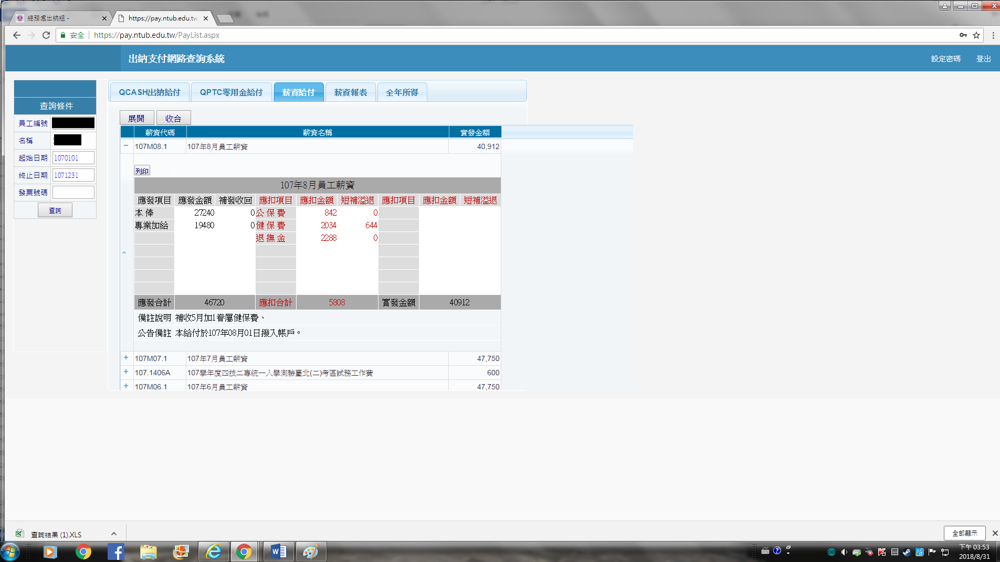 總務處出納組 -
https://pay.ntub.edu.tw
安全 https://pay.ntub.edu.tw/PayList.aspx
出納支付網路查詢系統
設定密碼 登出
QCASH出納給付 QPTC零用金給付 薪資給付 薪資報表 全年所得
查詢條件
員工編號
名稱
起始日期 1070101
終止日期 1071231
發票號碼
查詢
展開 收合
薪資代碼 薪資名稱 實發金額
107M08.1 107年8月員工薪資 40,912
列印
107年8月員工薪資
應發項目 應發金額 補發收回 應扣項目 應扣金額 短補溢退 應扣項目 應扣金額 短補溢退
本 俸 27240 0 公 保 費 842 0
專業加給 19480 0 健 保 費 2034 644
退 撫 金 2288 0
應發合計 46720 應扣合計 5808 實發金額 40912
備註說明 補收5月加1眷屬健保費、
公告備註 本給付於107年08月01日撥入帳戶。
107M07.1 107年7月員工薪資 47,750
107.1406A 107學年度四技二專統一入學測驗臺北(二)考區試務工作費 600
107M06.1 107年6月員工薪資 47,750
查詢結果 (1).XLS
全部顯示
下午 03:53
2018/8/31